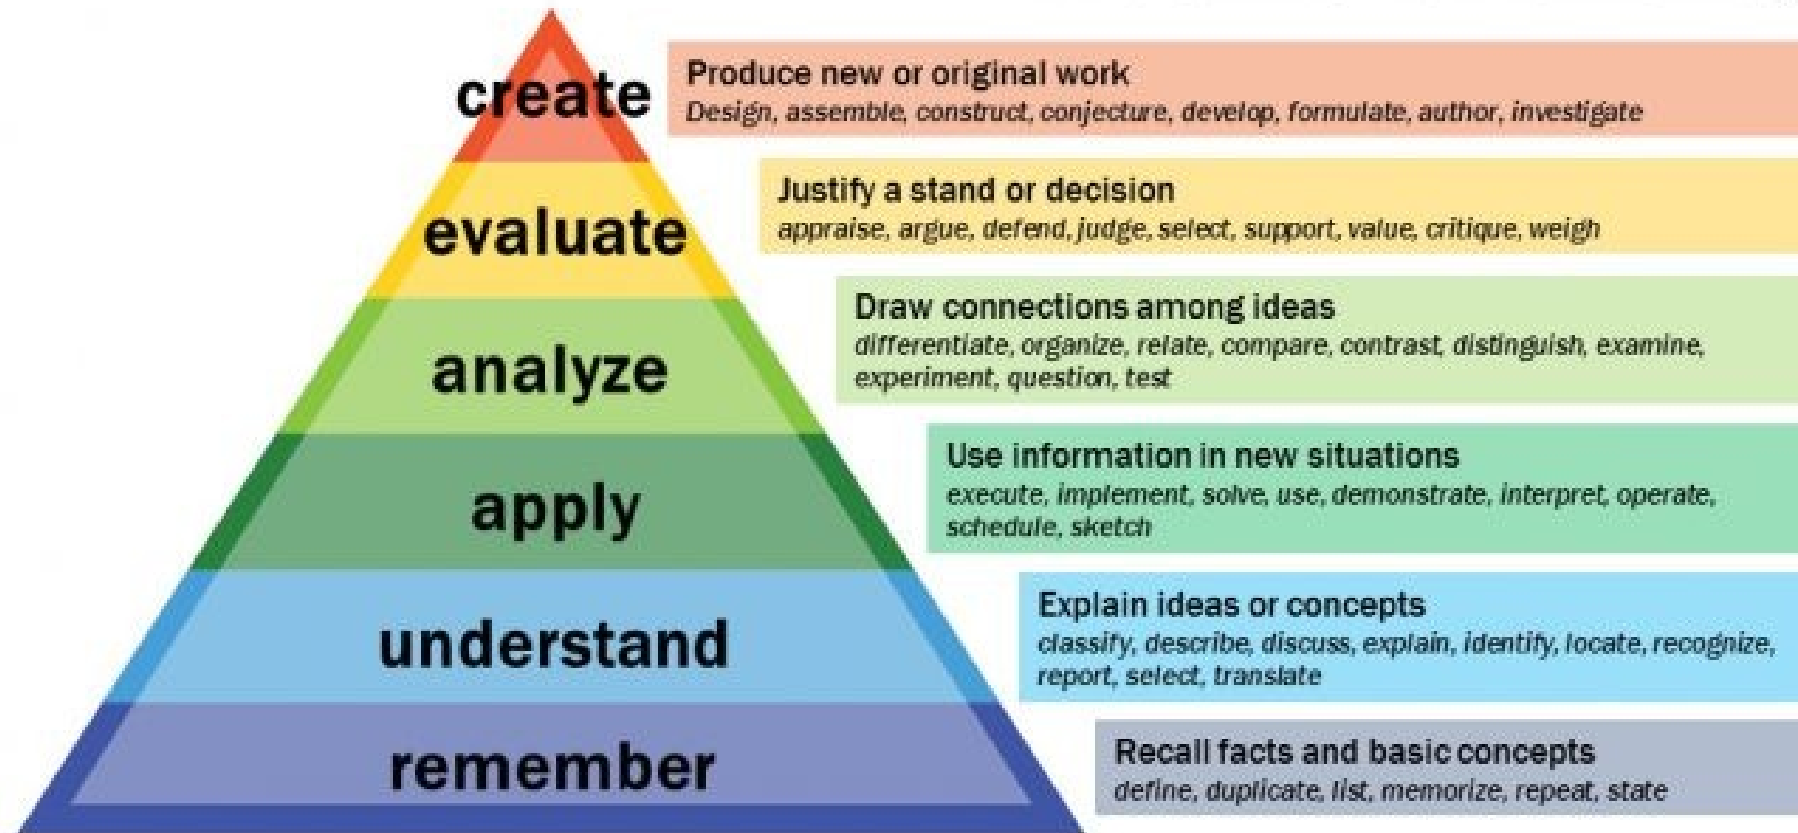 create
Produce new or original work
Design, assemble, construct, conjecture, develop, formulate, author, investigate
evaluate
Justify a stand or decision
appraise, argue, defend, judge, select, support, value, critique, weigh
analyze
Draw connections among ideas
differentiate, organize, relate, compare, contrast, distinguish, examine,
experiment, question, test
apply
Use information in new situations
execute, implement, solve, use, demonstrate, interpret, operate,
schedule, sketch
understand
Explain ideas or concepts
classify, describe, discuss, explain, identify, locate, recognize,
report, select, translate
remember
Recall facts and basic concepts
define, duplicate, list, memorize, repeat, state